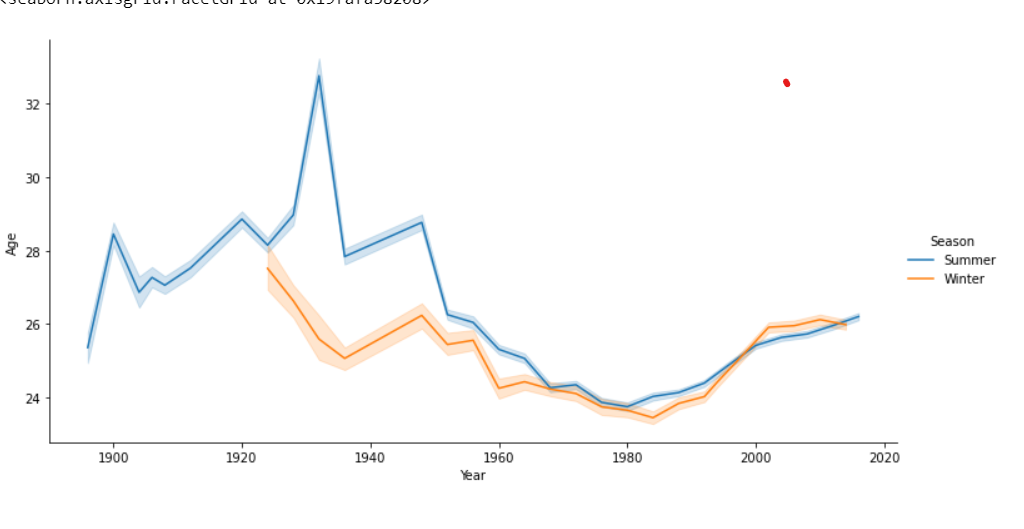 <seaborn.axisgrid.FacetGrid at
32
30
28
26
24
Age
1900 1920 1940 1960 1980 2000 2020
Year
Season
Summer
Winter